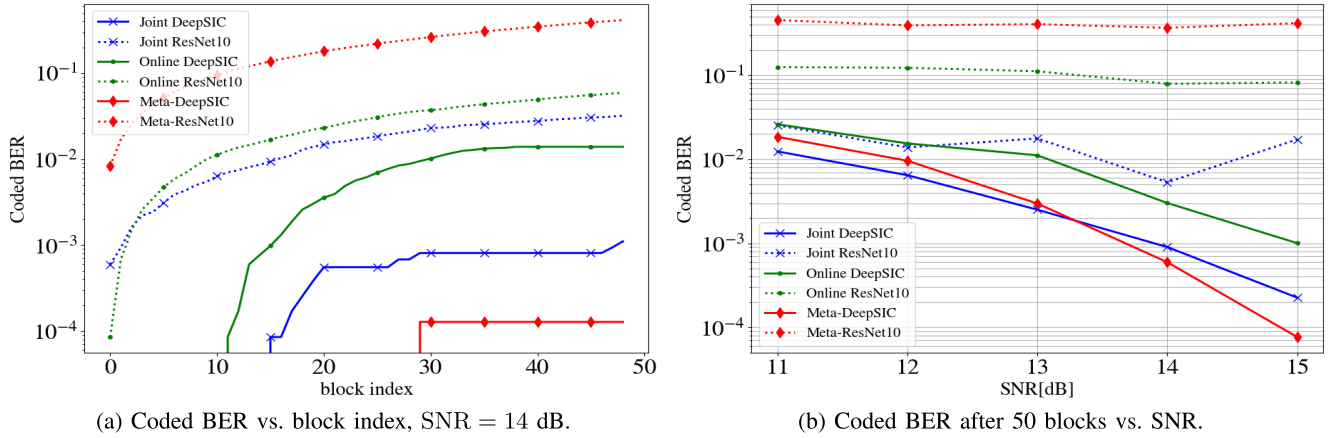 Joint DeepSIC
Joint ResNet10
Online DeepSIC
Online ResNet10
Meta-DeepSIC
Meta-ResNet10
Coded BER
10⁻¹
10⁻²
10⁻³
10⁻⁴
0 10 20 30 40 50
block index
(a) Coded BER vs. block index, SNR = 14 dB.
Coded BER
10⁻¹
10⁻²
10⁻³
10⁻⁴
Joint DeepSIC
Joint ResNet10
Online DeepSIC
Online ResNet10
Meta-DeepSIC
Meta-ResNet10
11 12 13 14 15
SNR[dB]
(b) Coded BER after 50 blocks vs. SNR.